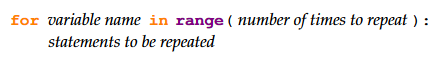 for variable name in range( number of times to repeat ):
statements to be repeated